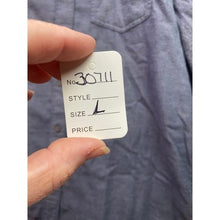 No. 30711
STYLE
SIZE L
PRICE